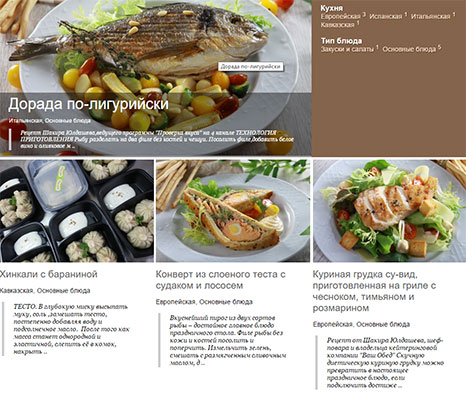 Кухня
Европейская 3 Испанская 1 Итальянская 1
Кавказская 1
Тип блюда
Закуски и салаты 1 Основные блюда 5
Дорада по-лигурийски
Дорада по-лигурийски
Итальянская, Основные блюда
Рецепт Шакира Юлдашева,ведущего программы "Проверка вкуса" на 4 канале ТЕХНОЛОГИЯ
ПРИГОТОВЛЕНИЯ Рыбу разделать на два филе без костей и чешуи. Посолить филе,добавить белое
вино и оливковое м ..
Хинкали с бараниной
Кавказская, Основные блюда
ТЕСТО. В глубокую миску высыпать
муку, соль ,замешать тесто,
постепенно добавляя воду и
подсолнечное масло. После того как
масса станет однородной и
эластичной, слепить её в комок,
накрыть ..
Конверт из слоеного теста с
судаком и лососем
Европейская, Основные блюда
Вкуснейший пирог из двух сортов
рыбы – достойное главное блюдо
праздничного стола. Филе рыбы без
кожи и костей посолить и
поперчить. Измельчить зелень,
смешать с размягченным сливочным
маслом, д ..
Куриная грудка су-вид,
приготовленная на гриле с
чесноком, тимьяном и
розмарином
Европейская, Основные блюда
Рецепт от Шакира Юлдашева, шеф-
повара и владельца кейтеринговой
компании "Ваш Обед" Скучную
диетическую куриную грудку можно
превратить в настоящее
праздничное блюдо, если
подключить достиже ..